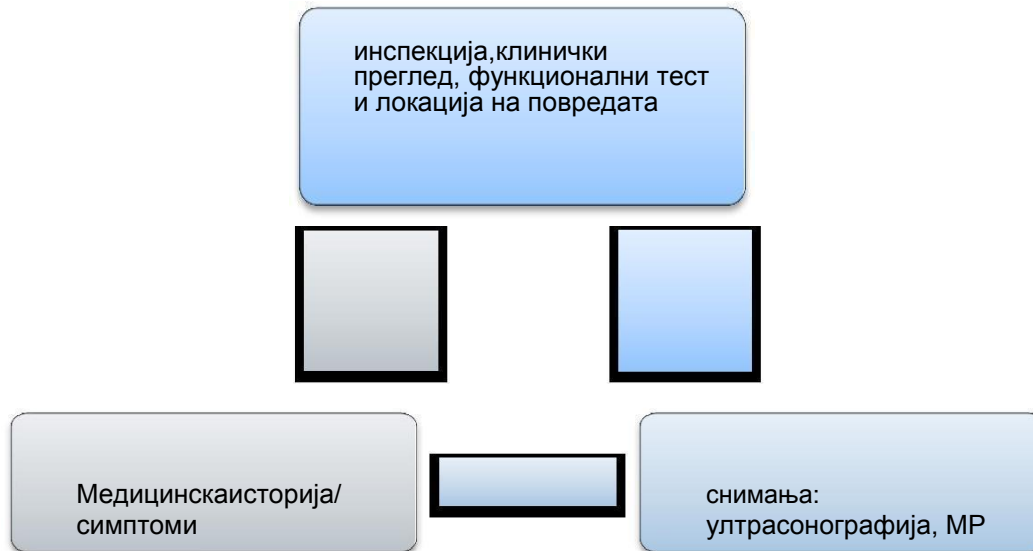 инспекција,клинички
преглед, функционални тест
и локација на повредата
Медицинскаисторија/
симптоми
снимања:
ултрасонографија, МР